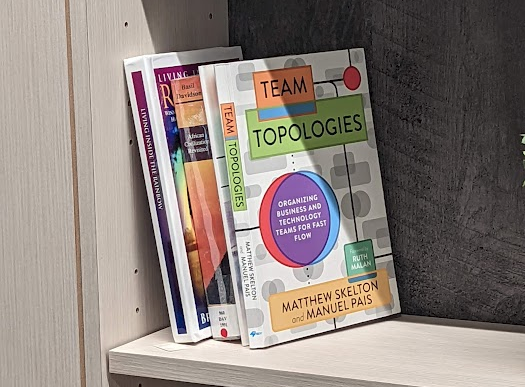 LIVING INSIDE THE RAINBOW
LIVING
Basil
Davidson
African
Civilization
Revisited
TEAM TOPOLOGIES
MATTHEW SKELTON
and MANUEL PAIS
TEAM
TOPOLOGIES
ORGANIZING
BUSINESS AND
TECHNOLOGY
TEAMS FOR FAST
FLOW
RUTH
MALAN
MATTHEW SKELTON
and MANUEL PAIS